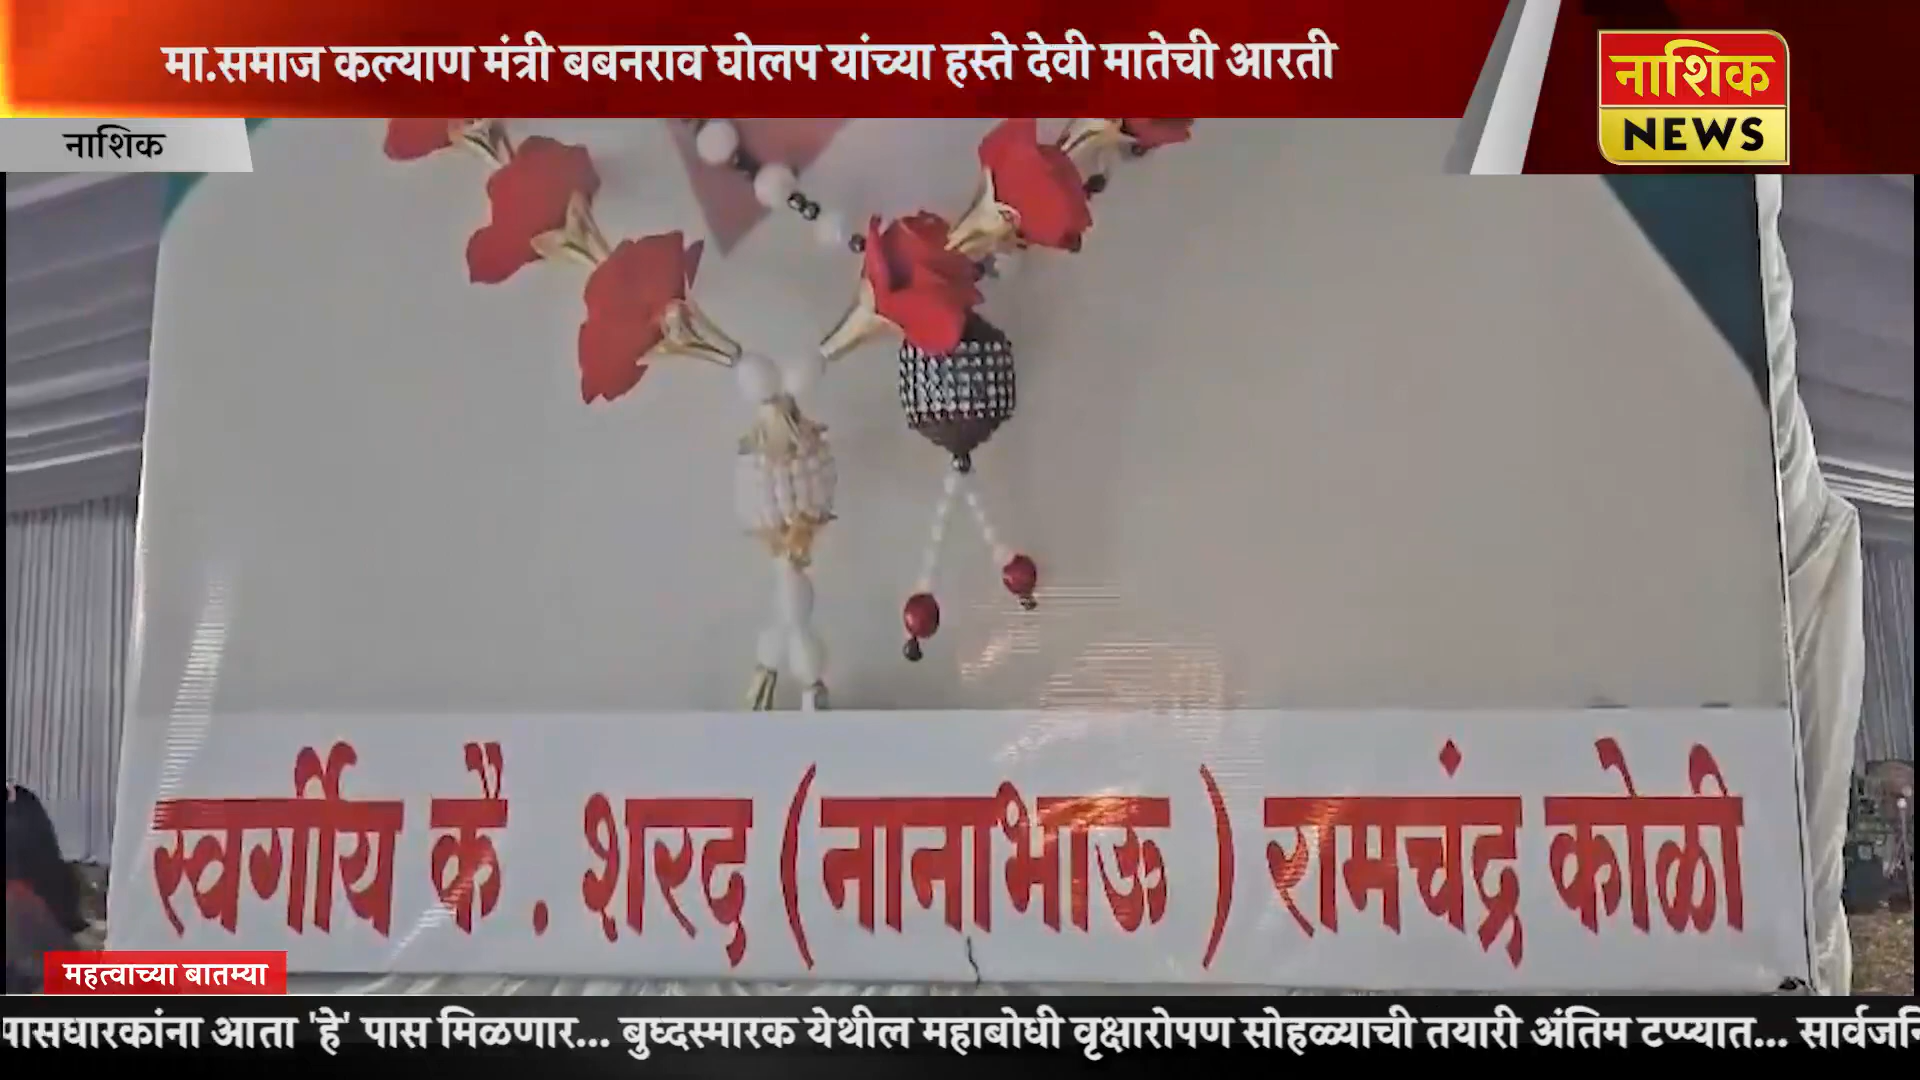 मा.समाज कल्याण मंत्री बबनराव घोलप यांच्या हस्ते देवी मातेची आरती
नाशिक
NEWS
नाशिक
स्वर्गीय कै . शरद ( नानाभाऊ ) रामचंद्र कोळी
महत्वाच्या बातम्या
पासधारकांना आता 'हे' पास मिळणार... बुध्दस्मारक येथील महाबोधी वृक्षारोपण सोहळ्याची तयारी अंतिम टप्प्यात...